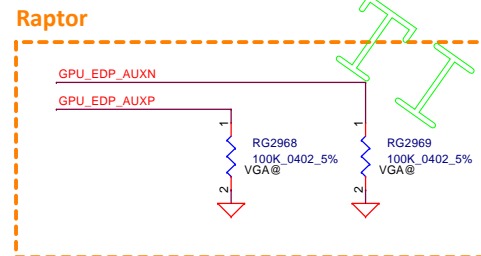 Raptor
GPU_EDP_AUXN
GPU_EDP_AUXP
1
1
RG2968
RG2969
100K_0402_5%
100K_0402_5%
VGA@
VGA@
2
2